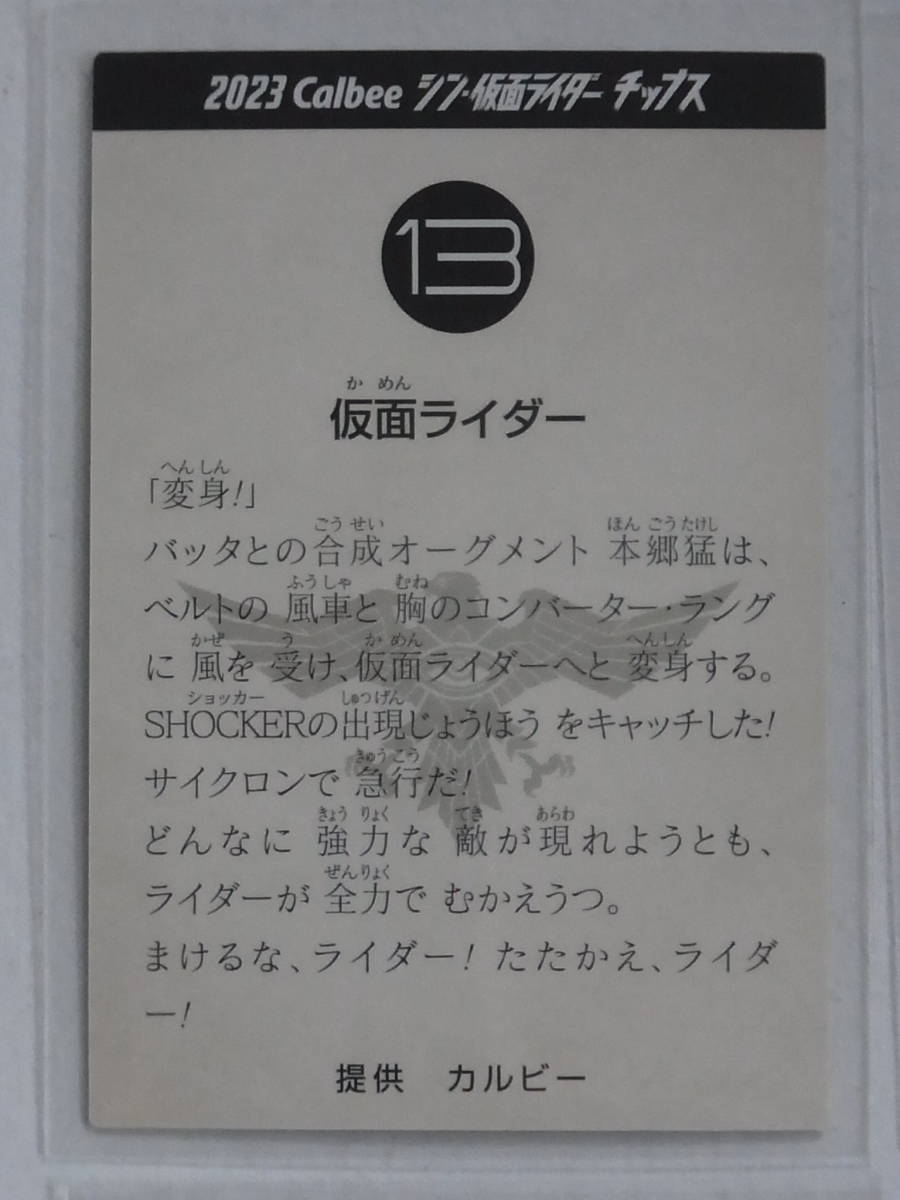 2023 Calbee シン・仮面ライダー チップス
13
か めん
仮面ライダー
へん しん
「変身!」
ごう せい ほん ごう たけし
バッタとの 合成オーグメント 本郷猛は、
ふう しゃ むね
ベルトの 風車と 胸のコンバーター・ラング
かぜ う か めん へん しん
に 風を 受け、仮面ライダーへと 変身する。
ショッカー しゅつ げん
SHOCKERの出現じょうほう をキャッチした!
きゅう こう
サイクロンで 急行だ!
きょう りょく てき あらわ
どんなに 強力な 敵が現れようとも、
ぜん りょく
ライダーが 全力で むかえうつ。
まけるな、ライダー! たたかえ、ライダ
ー!
提供 カルビー